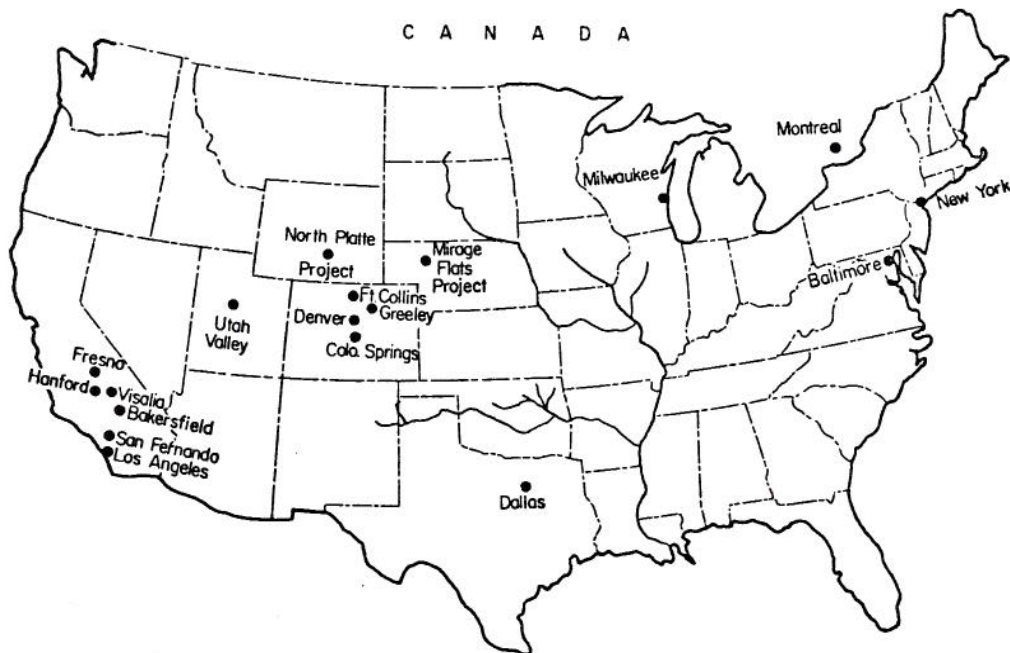 C A N A D A
Montreal
Milwaukee
New York
North Platte
Project
Mirage
Flats
Project
Baltimore
Ft. Collins
Greeley
Denver
Colo. Springs
Utah
Valley
Fresno
Hanford
Visalia
Bakersfield
San Fernando
Los Angeles
Dallas